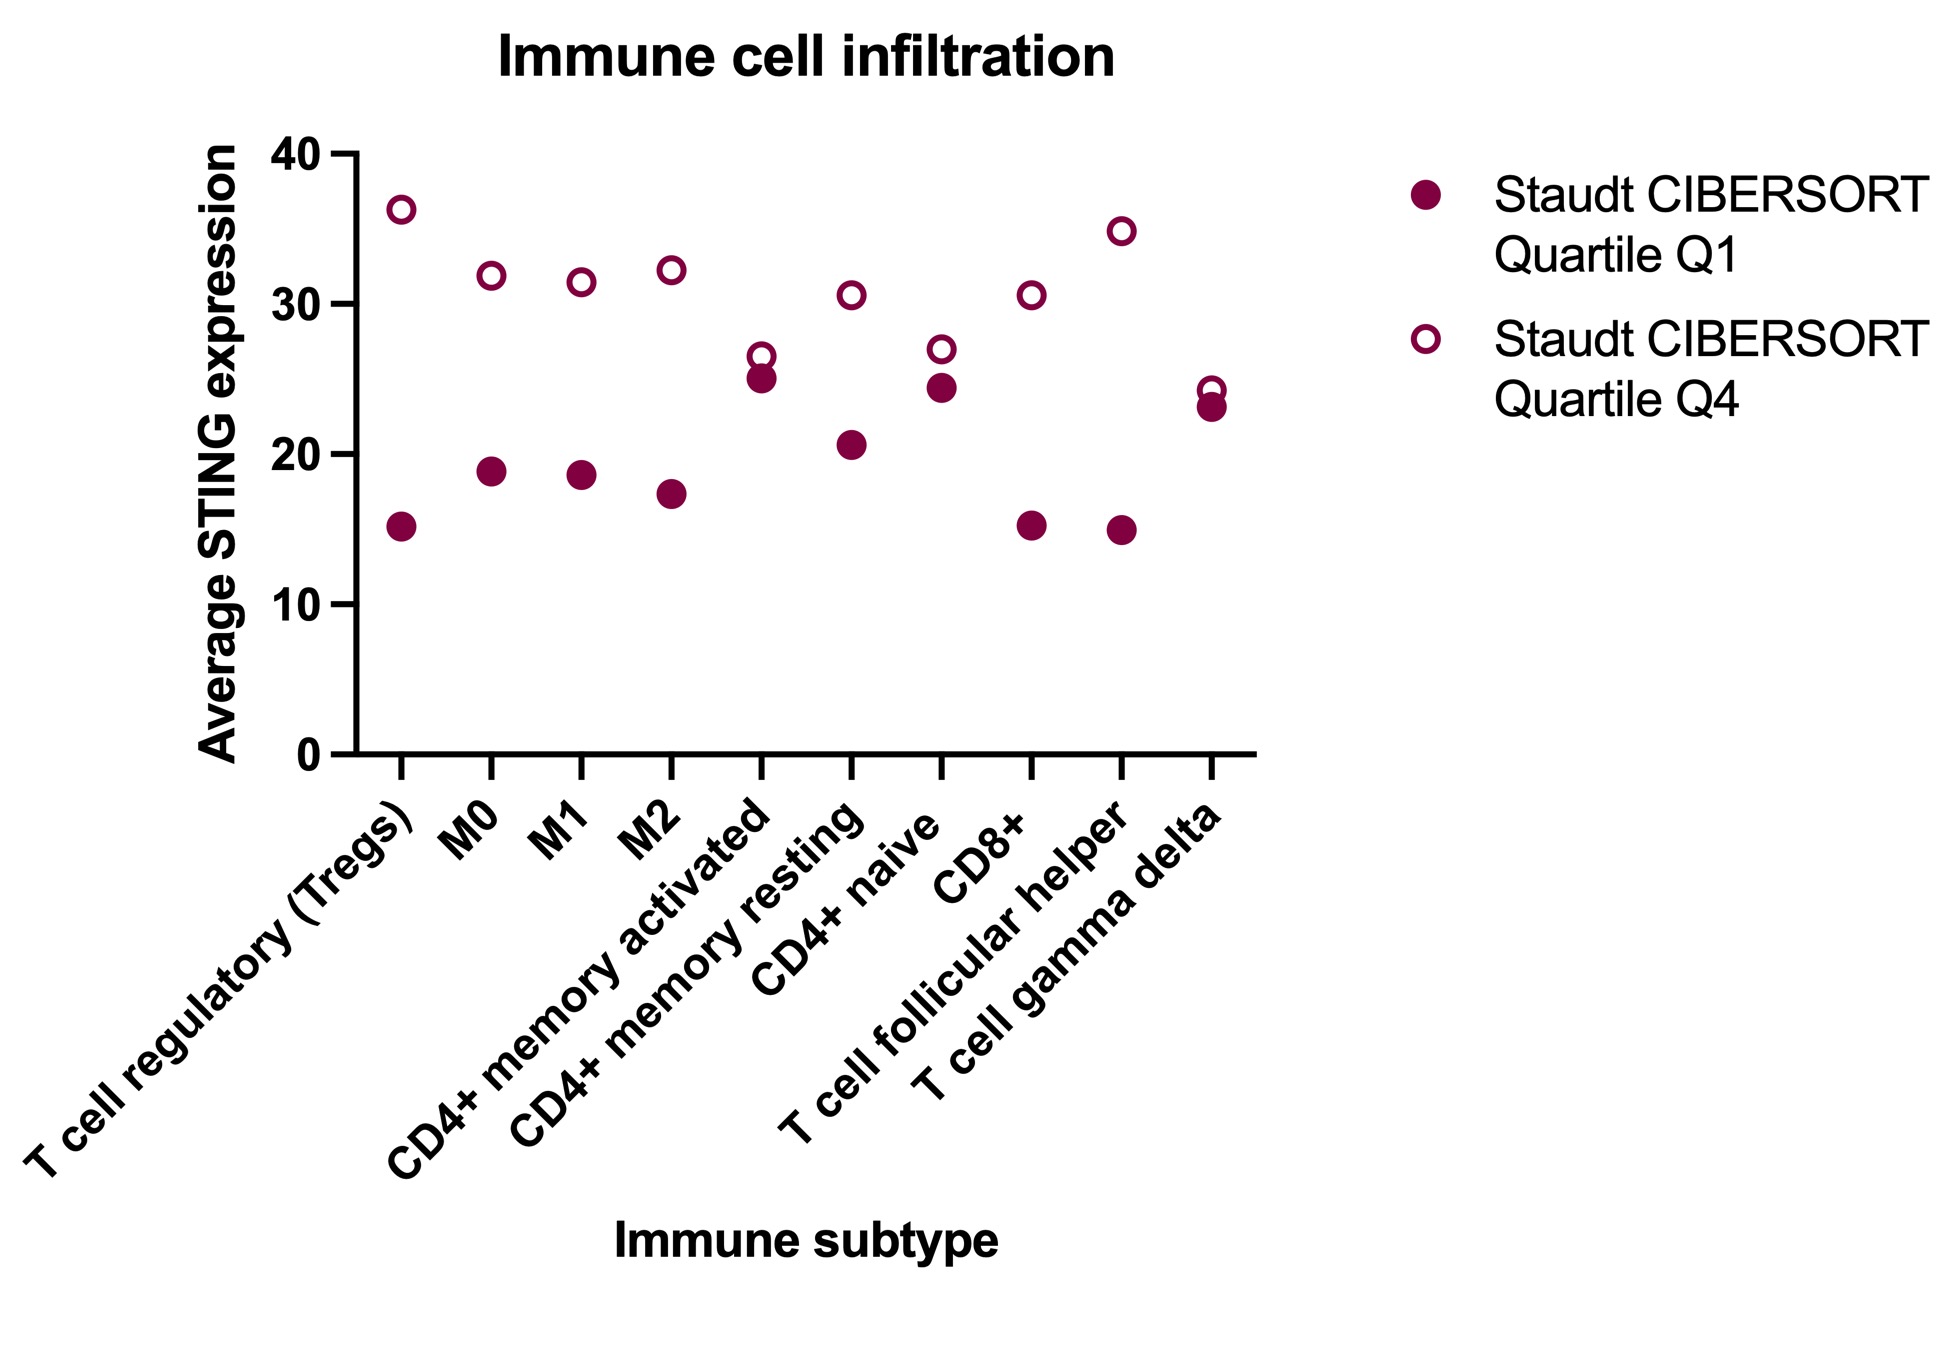 Immune cell infiltration
Average STING expression
40
30
20
10
0
T cell regulatory (Tregs)
M0
M1
M2
CD4+ memory activated
CD4+ memory resting
CD4+ naive
CD8+
T cell follicular helper
T cell gamma delta
Immune subtype
Staudt CIBERSORT
Quartile Q1
Staudt CIBERSORT
Quartile Q4